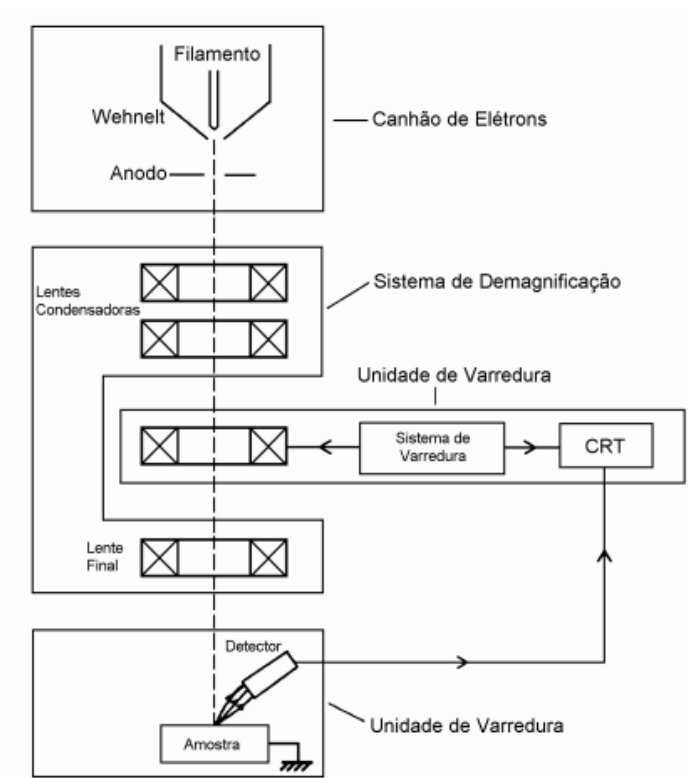 Filamento
Wehnelt
Canhão de Elétrons
Anodo
Lentes
Condensadoras
Sistema de Demagnificação
Unidade de Varredura
Sistema de
Varredura
CRT
Lente
Final
Detector
Amostra
Unidade de Varredura